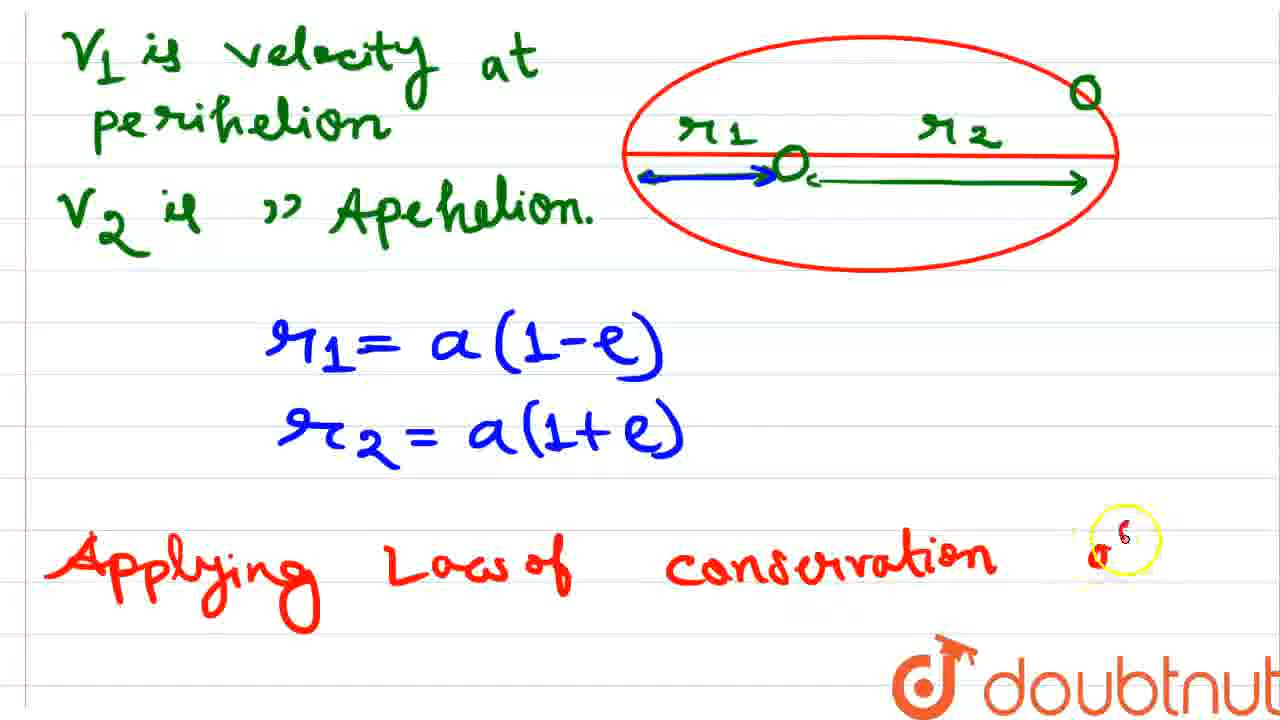 V1 is velocity at
perihelion
V2 is " Apehelion.
r1 r2
r1 = a(1-e)
r2 = a(1+e)
Applying Laws of conservation of
doubtnut